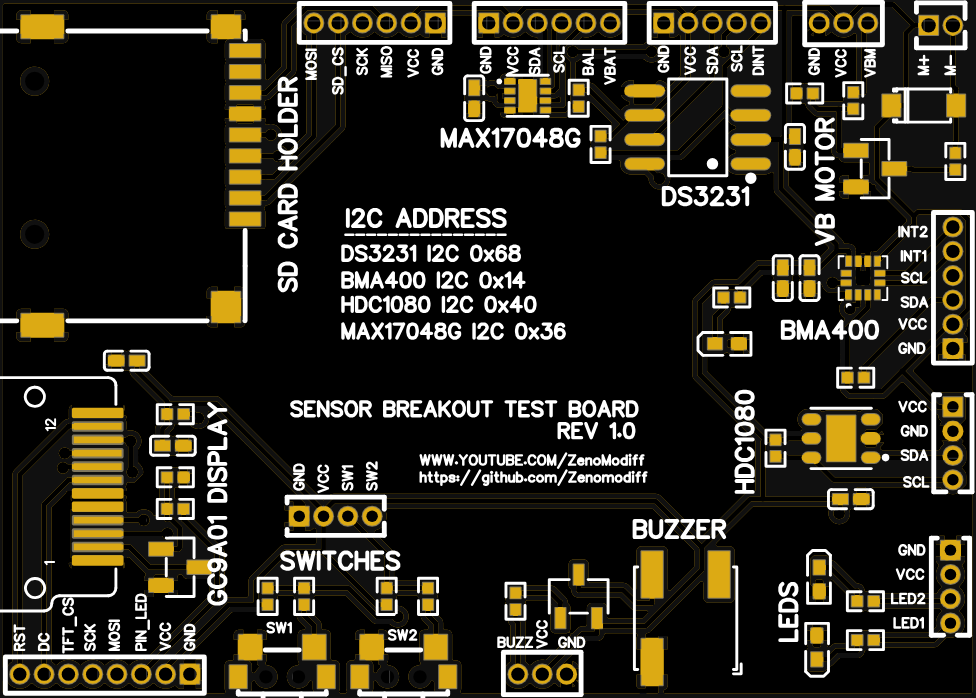 MOSI
SD_CS
SCK
MISO
VCC
GND
GND
VCC
SDA
SCL
BAL
VBAT
GND
VCC
SDA
SCL
DINT
GND
VCC
VBM
M+
M-
SD CARD HOLDER
MAX17048G
DS3231
VB MOTOR
I2C ADDRESS
--------------
DS3231 I2C 0x68
BMA400 I2C 0x14
HDC1080 I2C 0x40
MAX17048G I2C 0x36
INT2
INT1
SCL
SDA
VCC
GND
BMA400
SENSOR BREAKOUT TEST BOARD
REV 1.0
WWW.YOUTUBE.COM/ZenoModiff
https://github.com/Zenomodiff
HDC1080
VCC
GND
SDA
SCL
12
1
GC9A01 DISPLAY
GND
VCC
SW1
SW2
SWITCHES
SW1
SW2
BUZZER
BUZZ
VCC
GND
LEDS
GND
VCC
LED2
LED1
RST
DC
TFT_CS
SCK
MOSI
PIN_LED
VCC
GND